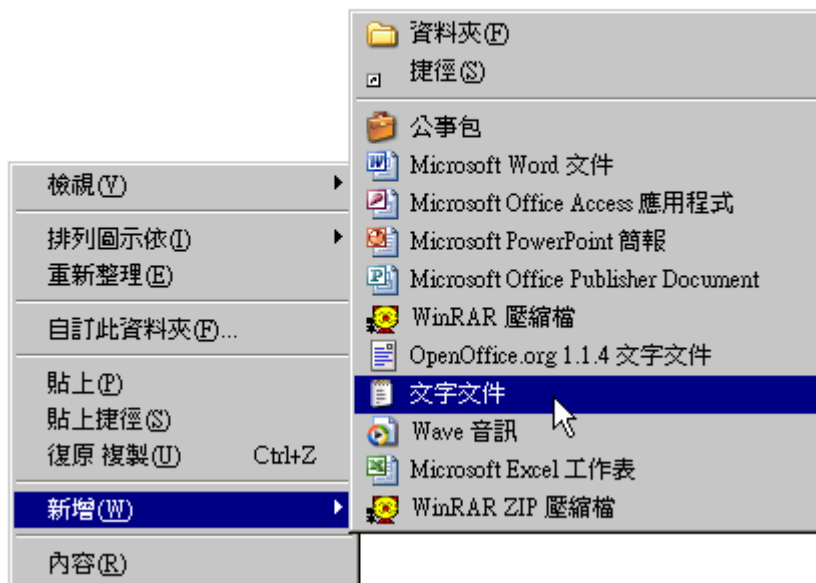 檢視(V)
排列圖示依(I)
重新整理(E)
自訂此資料夾(F)...
貼上(P)
貼上捷徑(S)
復原 複製(U) Ctrl+Z
新增(W)
內容(R)
資料夾(F)
捷徑(S)
公事包
Microsoft Word 文件
Microsoft Office Access 應用程式
Microsoft PowerPoint 簡報
Microsoft Office Publisher Document
WinRAR 壓縮檔
OpenOffice.org 1.1.4 文字文件
文字文件
Wave 音訊
Microsoft Excel 工作表
WinRAR ZIP 壓縮檔